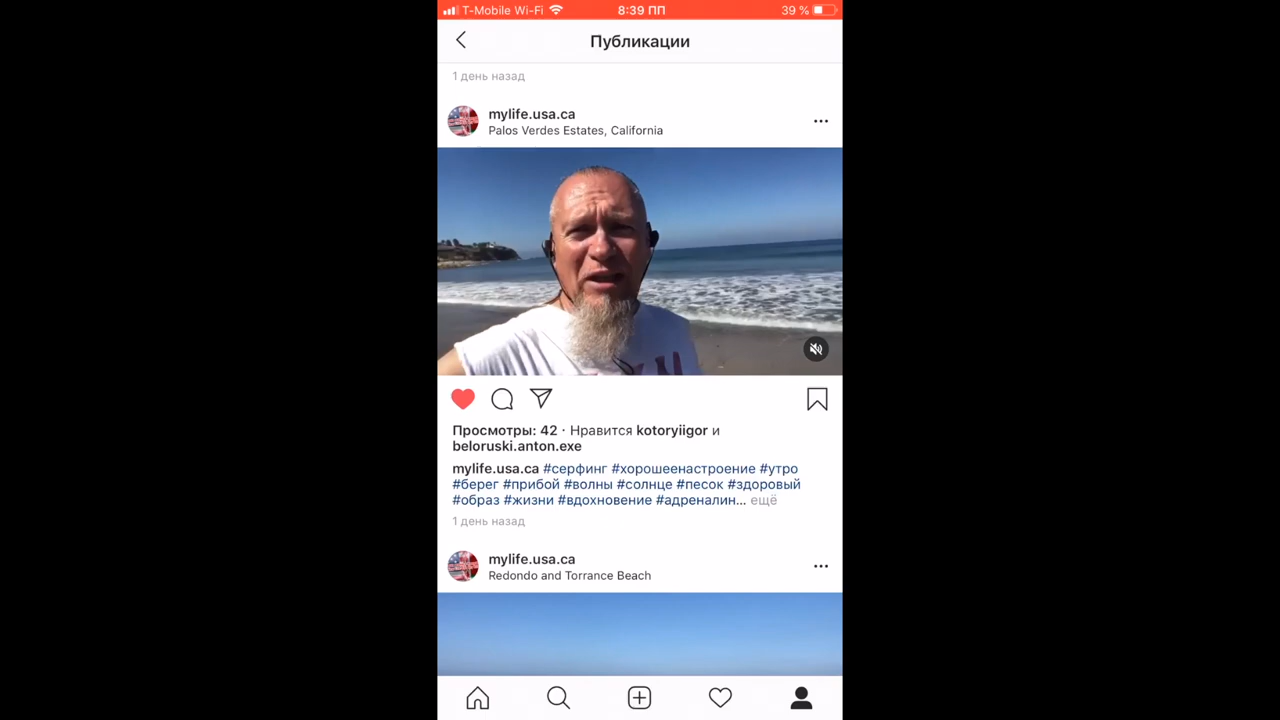 T-Mobile Wi-Fi 8:39 ПП 39 %
Публикации
1 день назад
mylife.usa.ca
Palos Verdes Estates, California
Просмотры: 42 · Нравится kotoryiigor и
beloruski.anton.exe
mylife.usa.ca #серфинг #хорошеенастроение #утро
#берег #прибой #волны #солнце #песок #здоровый
#образ #жизни #вдохновение #адреналин... ещё
1 день назад
mylife.usa.ca
Redondo and Torrance Beach